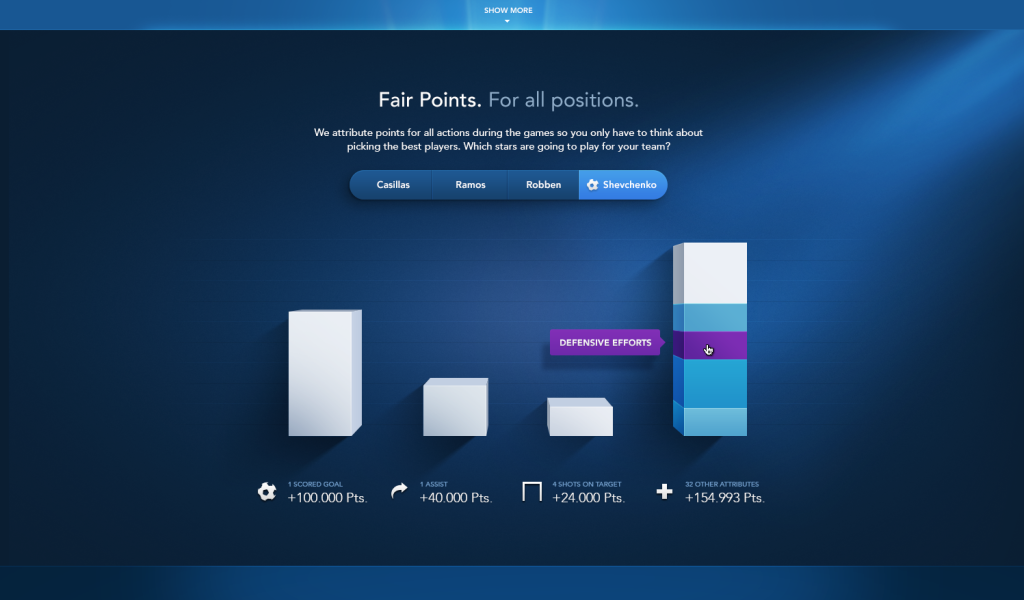 SHOW MORE
Fair Points. For all positions.
We attribute points for all actions during the games so you only have to think about
picking the best players. Which stars are going to play for your team?
Casillas
Ramos
Robben
Shevchenko
DEFENSIVE EFFORTS
1 SCORED GOAL
+100.000 Pts.
1 ASSIST
+40.000 Pts.
4 SHOTS ON TARGET
+24.000 Pts.
32 OTHER ATTRIBUTES
+154.993 Pts.